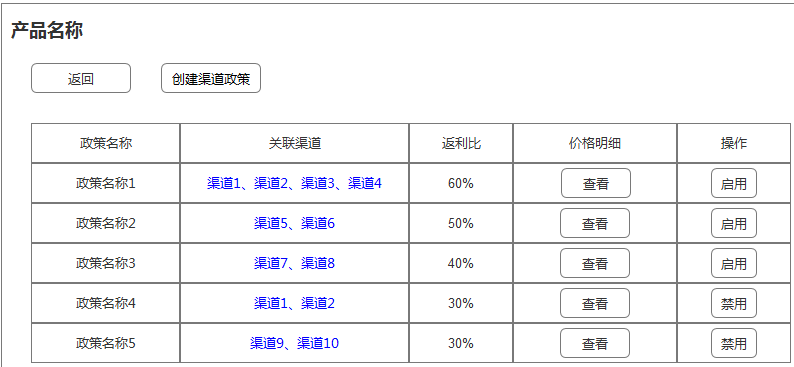 产品名称
返回 创建渠道政策
政策名称 关联渠道 返利比 价格明细 操作
政策名称1 渠道1、渠道2、渠道3、渠道4 60% 查看 启用
政策名称2 渠道5、渠道6 50% 查看 启用
政策名称3 渠道7、渠道8 40% 查看 启用
政策名称4 渠道1、渠道2 30% 查看 禁用
政策名称5 渠道9、渠道10 30% 查看 禁用